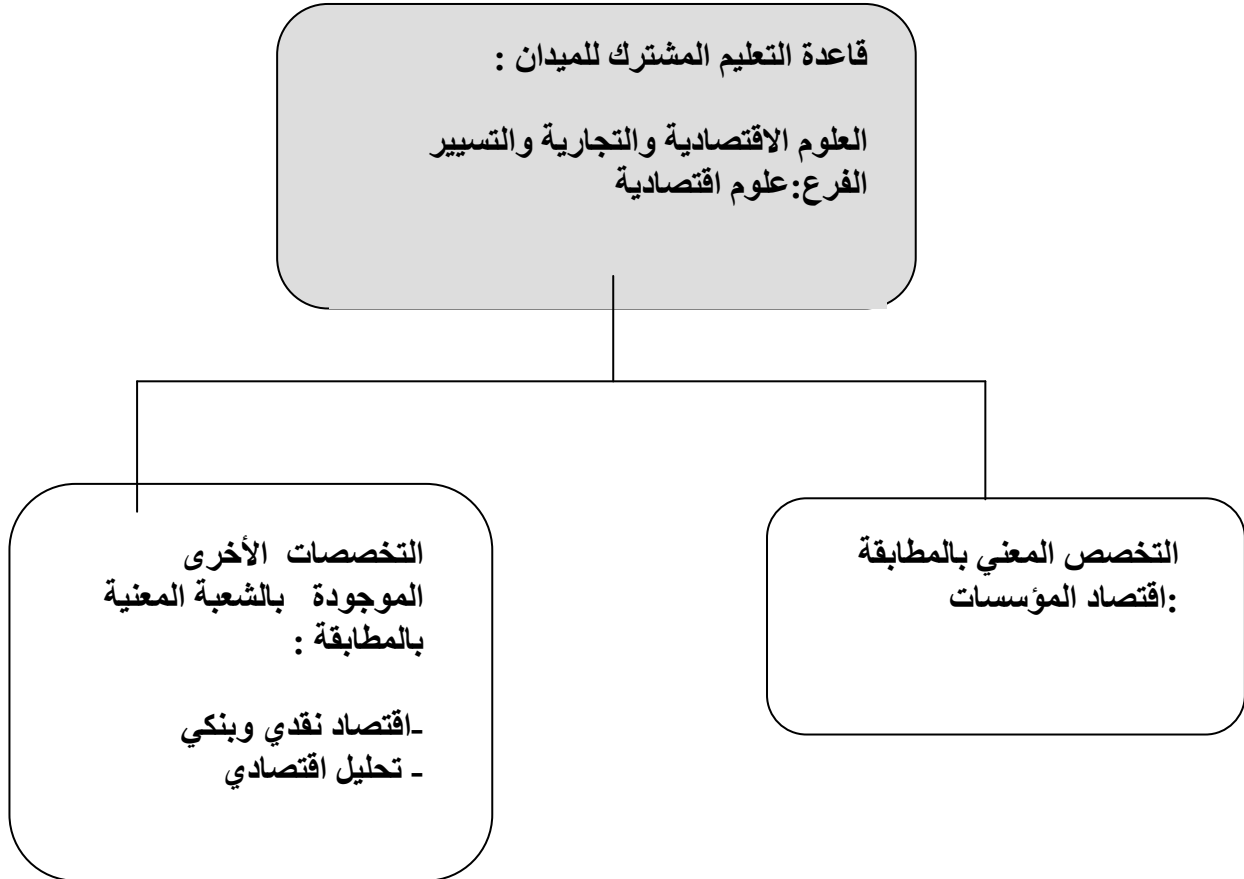 قاعدة التعليم المشترك للميدان :
العلوم الاقتصادية والتجارية والتسيير
الفرع:علوم اقتصادية
التخصص المعني بالمطابقة
:اقتصاد المؤسسات
التخصصات الأخرى
الموجودة بالشعبة المعنية
بالمطابقة :
-اقتصاد نقدي وبنكي
- تحليل اقتصادي